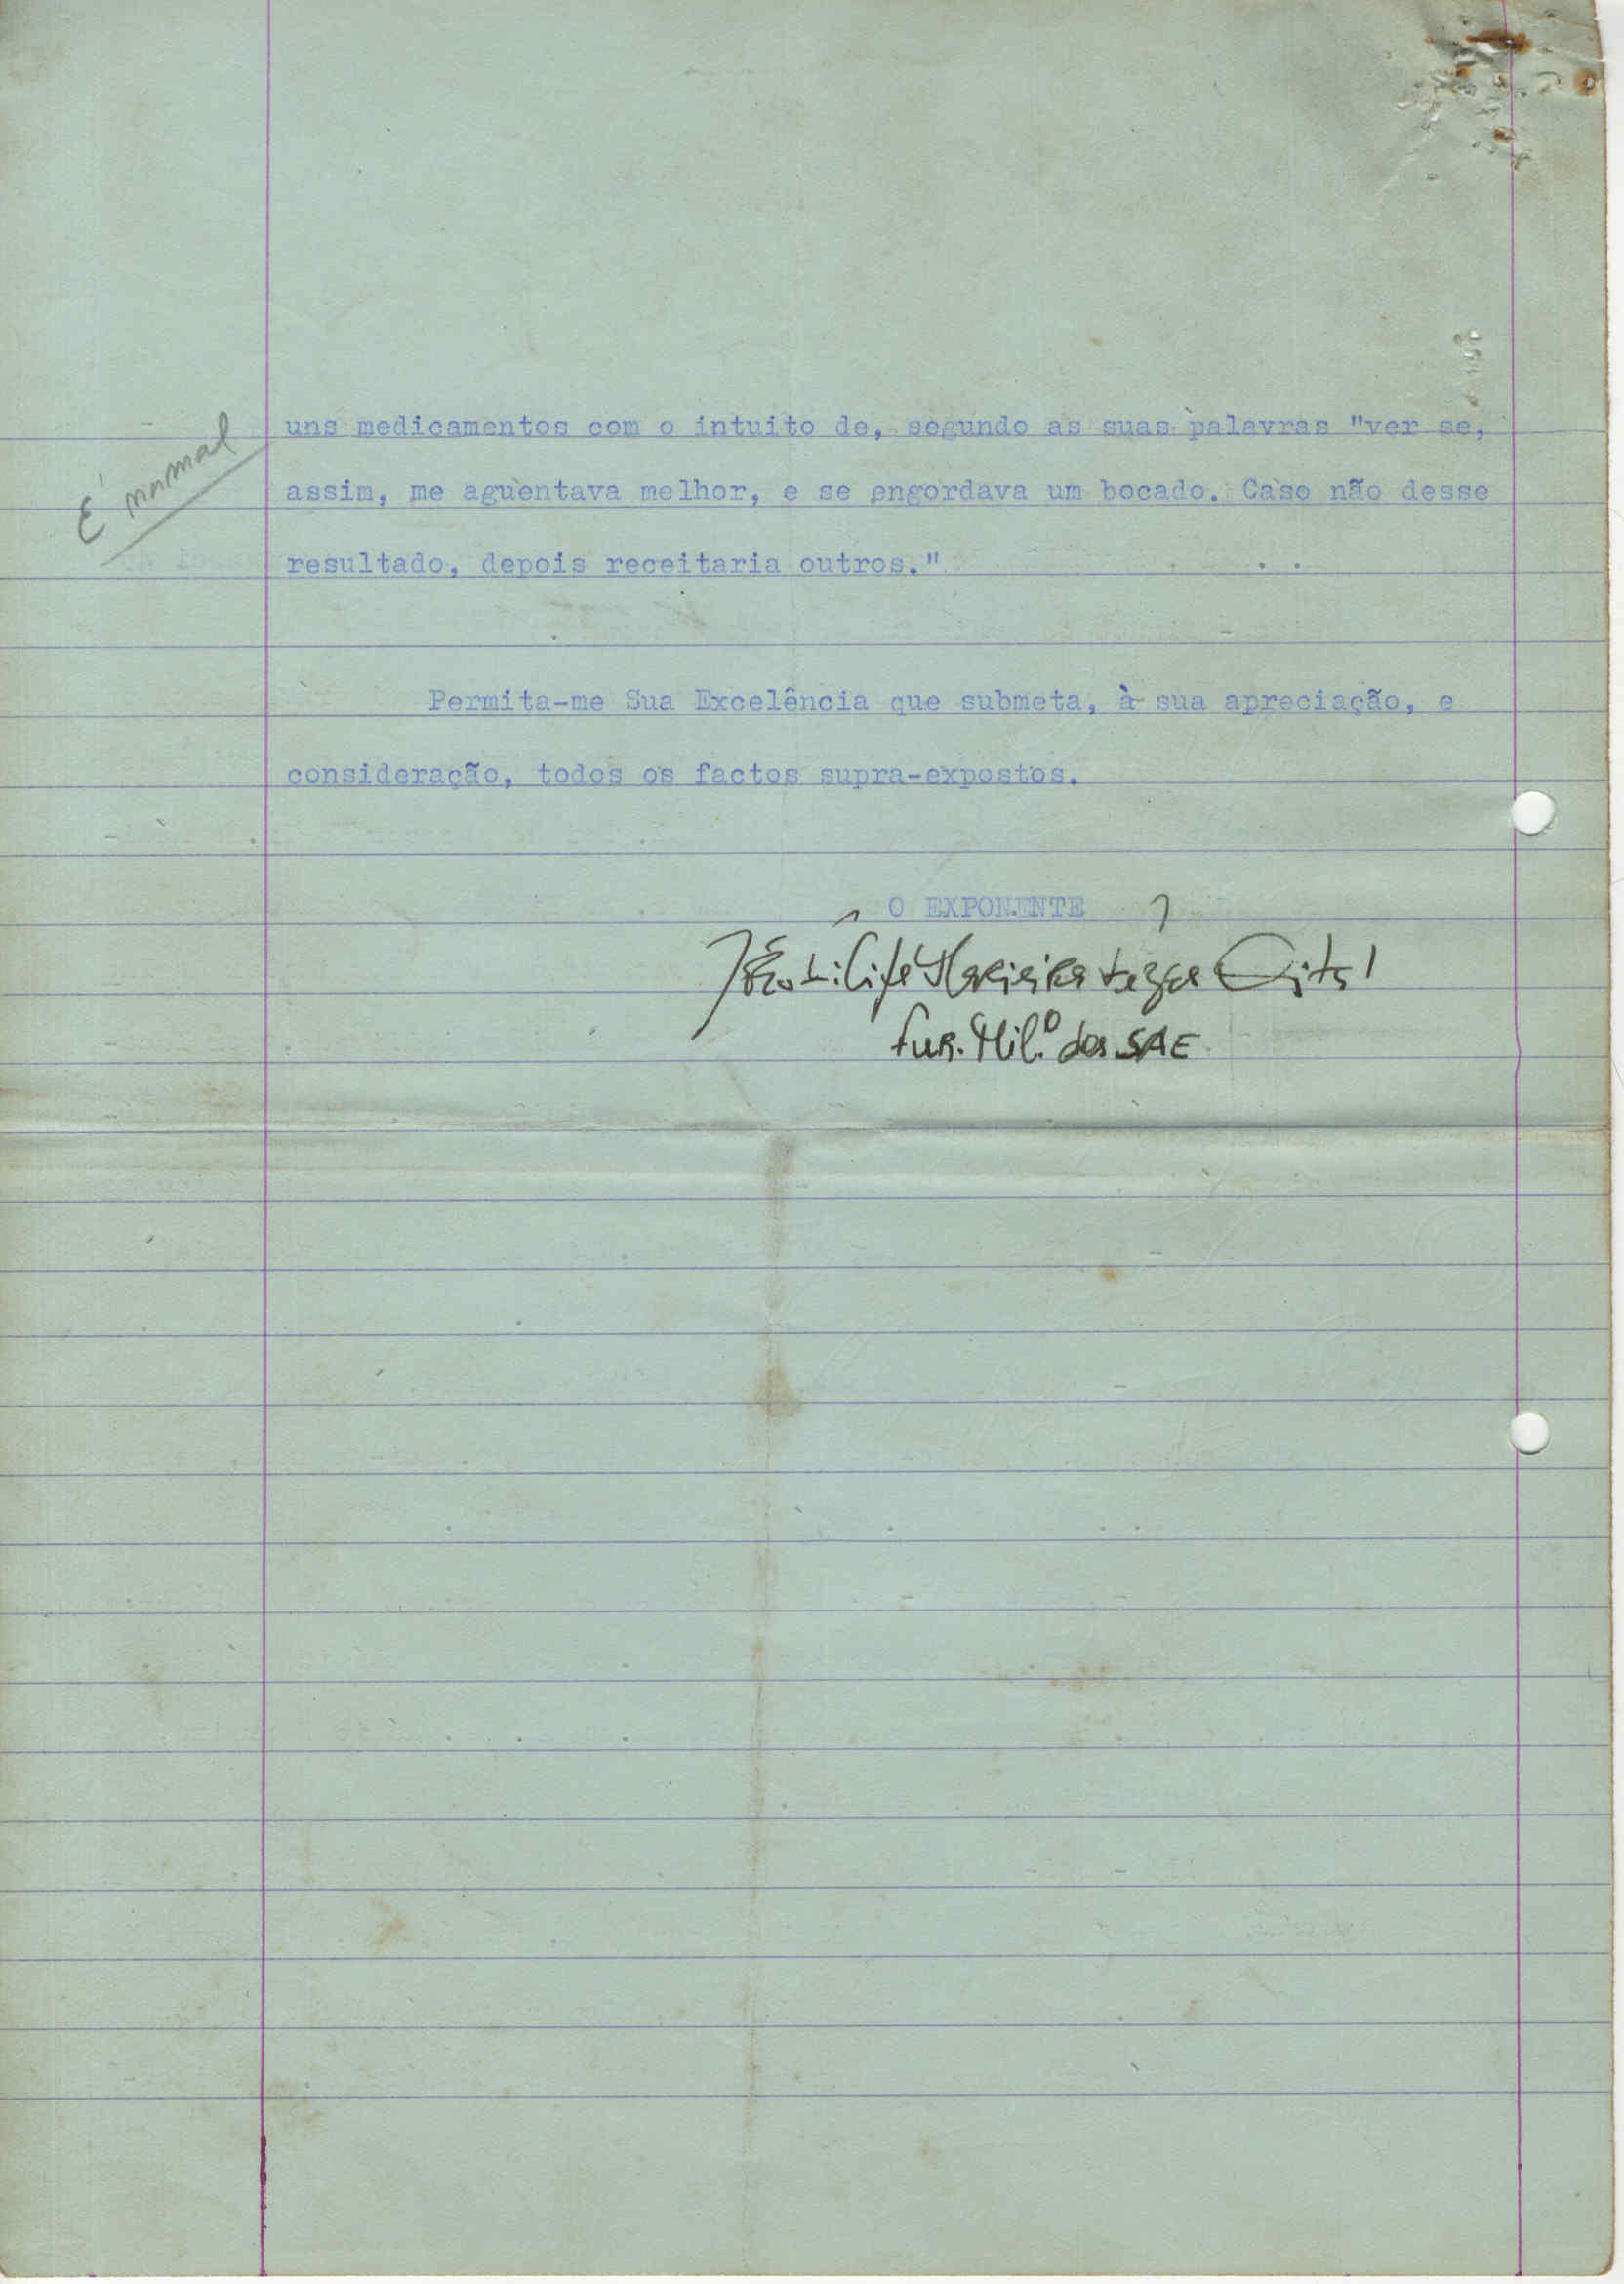 É normal
uns medicamentos com o intuito de, segundo as suas palavras "ver se,
assim, me aguentava melhor, e se engordava um bocado. Caso não desse
resultado, depois receitaria outros."
Permita-me Sua Excelência que submeta, à sua apreciação, e
consideração, todos os factos supra-expostos.
O EXPONENTE
Fur. Mil.º do SAE